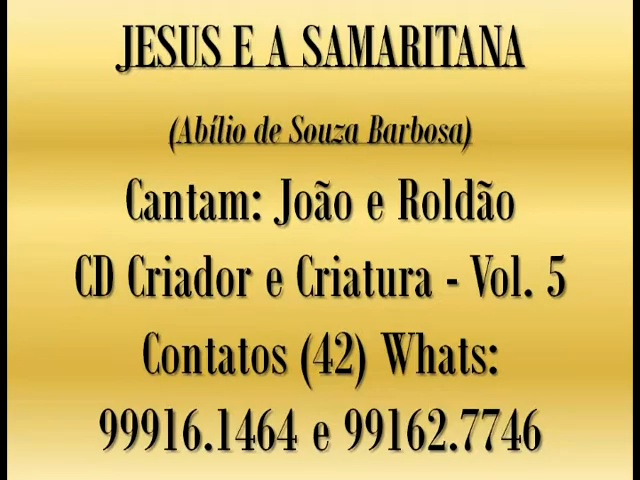 JESUS E A SAMARITANA
(Abílio de Souza Barbosa)
Cantam: João e Roldão
CD Criador e Criatura - Vol. 5
Contatos (42) Whats:
99916.1464 e 99162.7746